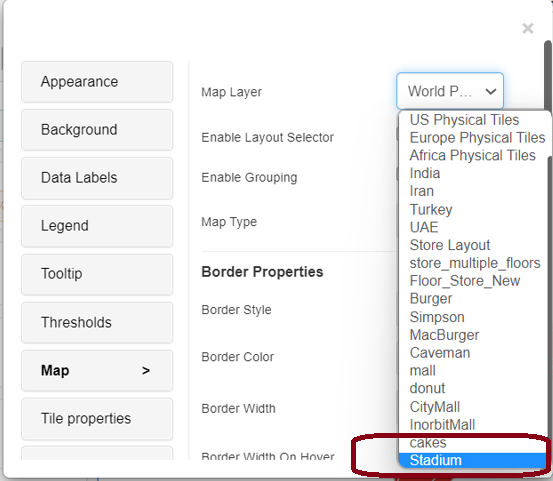 ×
Appearance
Background
Data Labels
Legend
Tooltip
Thresholds
Map >
Tile properties
Map Layer
World P...
Enable Layout Selector
Enable Grouping
Map Type
Border Properties
Border Style
Border Color
Border Width
Border Width On Hover
US Physical Tiles
Europe Physical Tiles
Africa Physical Tiles
India
Iran
Turkey
UAE
Store Layout
store_multiple_floors
Floor_Store_New
Burger
Simpson
MacBurger
Caveman
mall
donut
CityMall
InorbitMall
cakes
Stadium